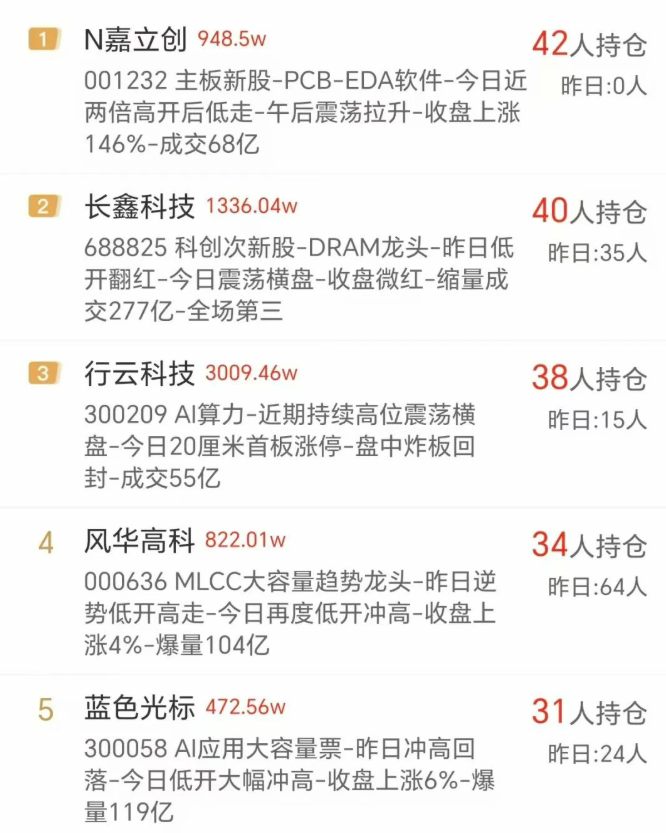 1 N嘉立创 948.5w 42人持仓
001232 主板新股-PCB-EDA软件-今日近 昨日:0人
两倍高开后低走-午后震荡拉升-收盘上涨
146%-成交68亿
2 长鑫科技 1336.04w 40人持仓
688825 科创次新股-DRAM龙头-昨日低 昨日:35人
开翻红-今日震荡横盘-收盘微红-缩量成
交277亿-全场第三
3 行云科技 3009.46w 38人持仓
300209 AI算力-近期持续高位震荡横 昨日:15人
盘-今日20厘米首板涨停-盘中炸板回
封-成交55亿
4 风华高科 822.01w 34人持仓
000636 MLCC大容量趋势龙头-昨日逆 昨日:64人
势低开高走-今日再度低开冲高-收盘上
涨4%-爆量104亿
5 蓝色光标 472.56w 31人持仓
300058 AI应用大容量票-昨日冲高回 昨日:24人
落-今日低开大幅冲高-收盘上涨6%-爆
量119亿